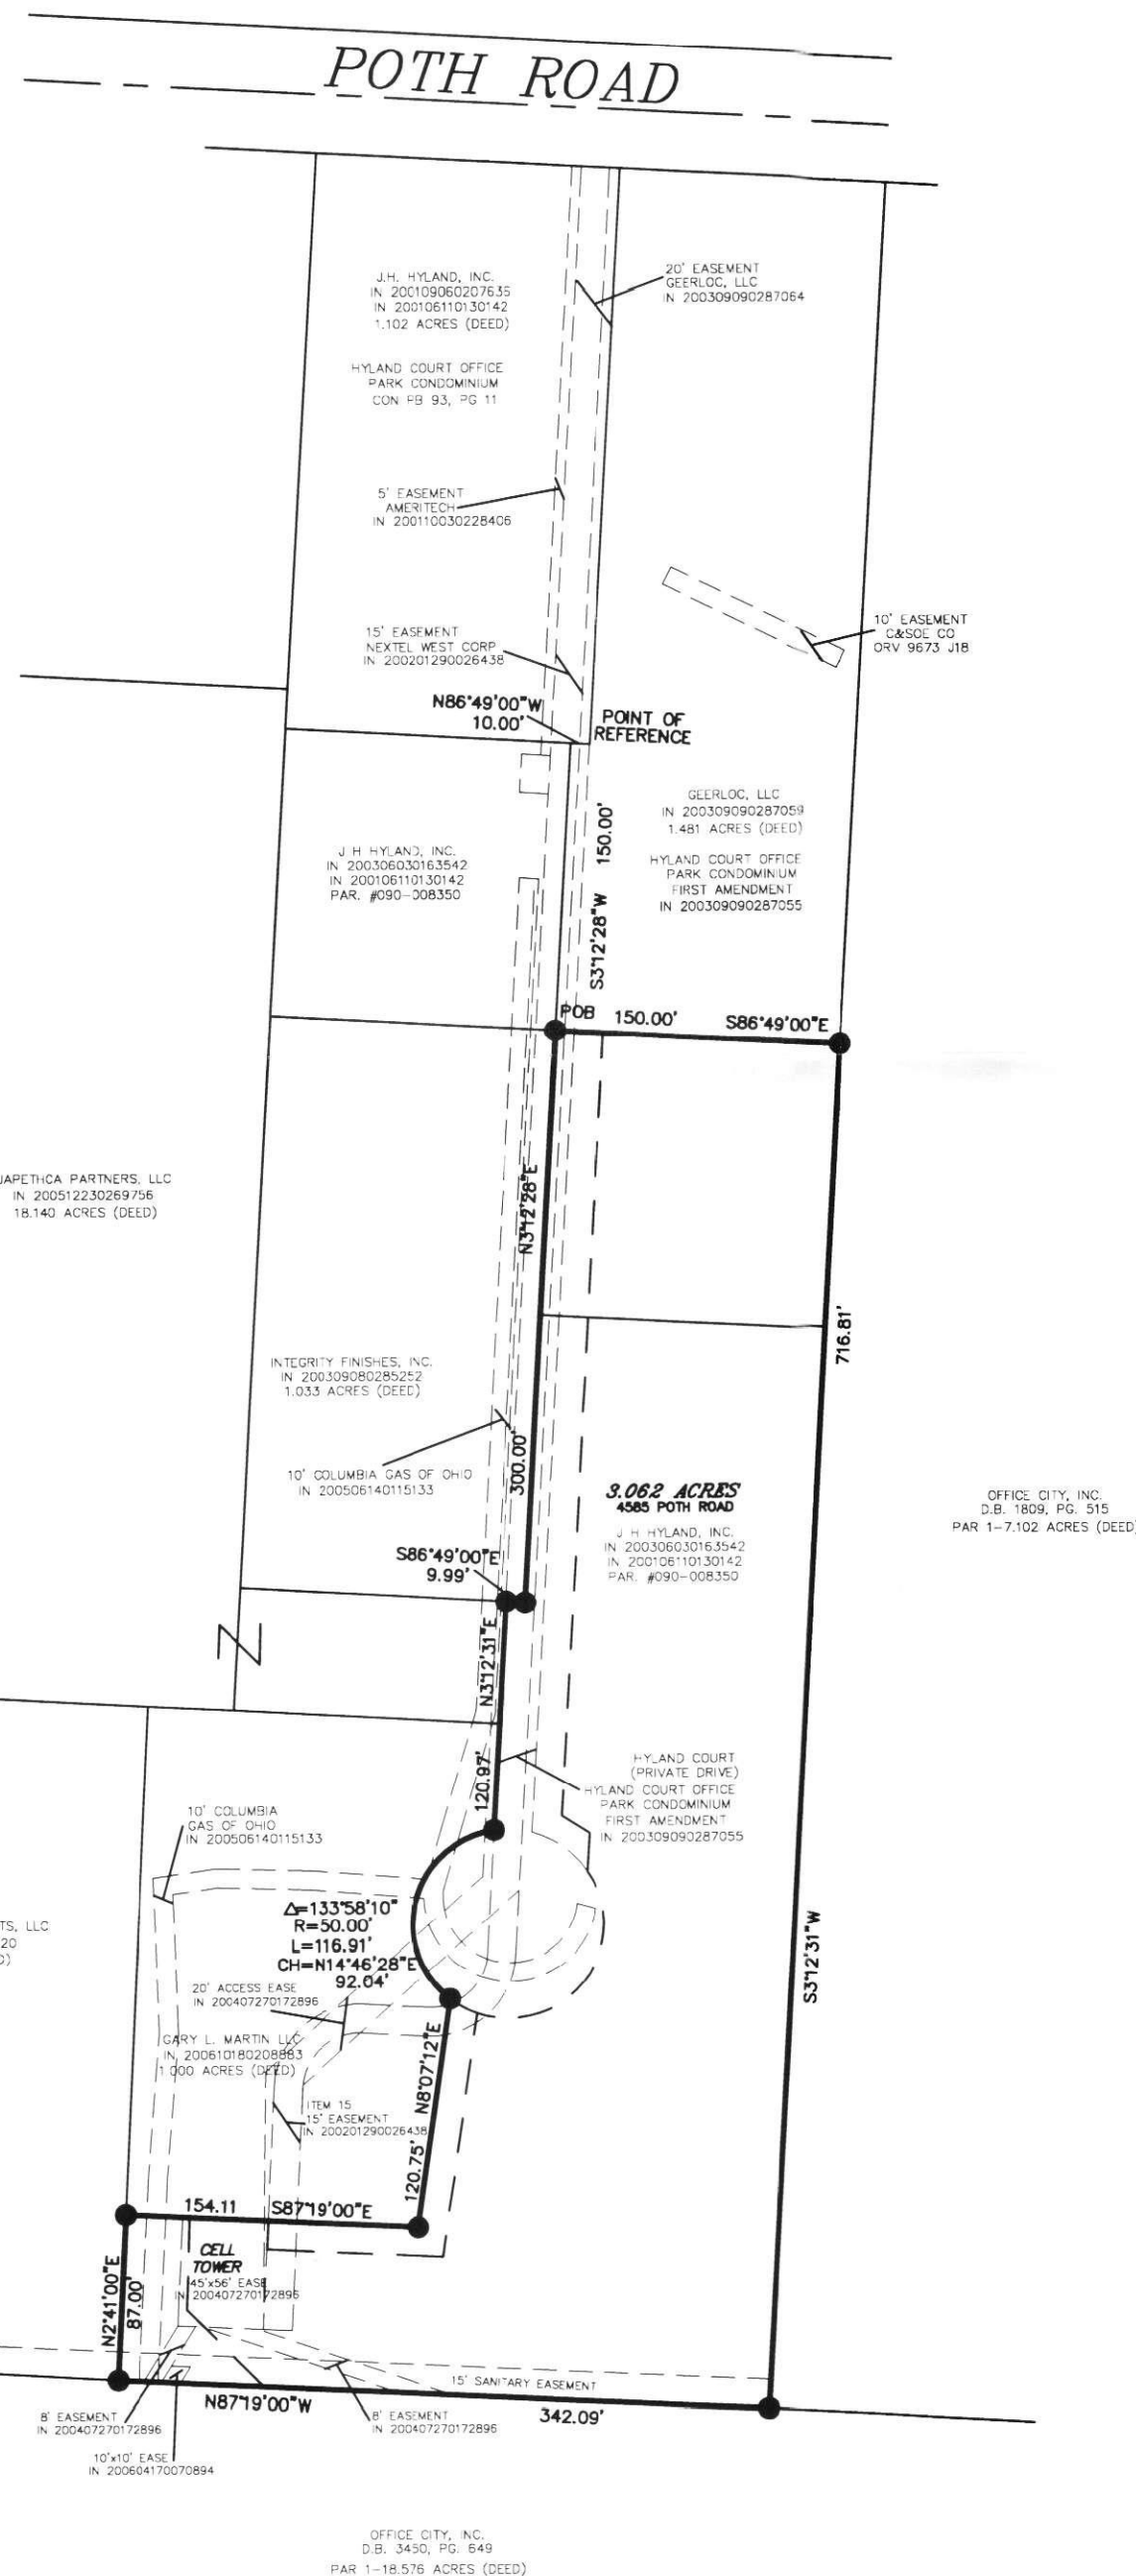 POTH ROAD
J.H. HYLAND, INC.
IN 200109060207635
IN 200106110130142
1.102 ACRES (DEED)
HYLAND COURT OFFICE
PARK CONDOMINIUM
CON PB 93, PG 11
20' EASEMENT
GEERLOC, LLC
IN 200309090287064
5' EASEMENT
AMERITECH
IN 200110030228406
10' EASEMENT
C&SOE CO
ORV 9673 J18
15' EASEMENT
NEXTEL WEST CORP
IN 200201290026438
N86°49'00"W
10.00'
POINT OF
REFERENCE
S3°12'28"W 150.00'
GEERLOC, LLC
IN 200309090287059
1.481 ACRES (DEED)
HYLAND COURT OFFICE
PARK CONDOMINIUM
FIRST AMENDMENT
IN 200309090287055
J H HYLAND, INC.
IN 200306030163542
IN 200106110130142
PAR. #090-008350
POB 150.00' S86°49'00"E
N3°12'28"E
300.00'
716.81'
S3°12'31"W
JAPETHCA PARTNERS, LLC
IN 200512230269756
18.140 ACRES (DEED)
INTEGRITY FINISHES, INC.
IN 200309080285252
1.033 ACRES (DEED)
10' COLUMBIA GAS OF OHIO
IN 200506140115133
3.062 ACRES
4585 POTH ROAD
J H HYLAND, INC.
IN 200306030163542
IN 200106110130142
PAR. #090-008350
OFFICE CITY, INC.
D.B. 1809, PG. 515
PAR 1-7.102 ACRES (DEED)
S86°49'00"E
9.99'
N
N3°12'31"E
120.97'
HYLAND COURT
(PRIVATE DRIVE)
HYLAND COURT OFFICE
PARK CONDOMINIUM
FIRST AMENDMENT
IN 200309090287055
10' COLUMBIA
GAS OF OHIO
IN 200506140115133
TS, LLC
20
D)
Δ=133°58'10"
R=50.00'
L=116.91'
CH=N14°46'28"E
92.04'
20' ACCESS EASE
IN 200407270172896
GARY L. MARTIN LLC
IN 200610180208883
1.000 ACRES (DEED)
ITEM 15
15' EASEMENT
IN 200201290026438
N8°07'12"E
120.75'
154.11 S87°19'00"E
CELL
TOWER
45'x56' EASE
IN 200407270172896
N2°41'00"E
87.00'
15' SANITARY EASEMENT
N87°19'00"W
342.09'
8' EASEMENT
IN 200407270172896
8' EASEMENT
IN 200407270172896
10'x10' EASE
IN 200604170070894
OFFICE CITY, INC.
D.B. 3450, PG. 649
PAR 1-18.576 ACRES (DEED)